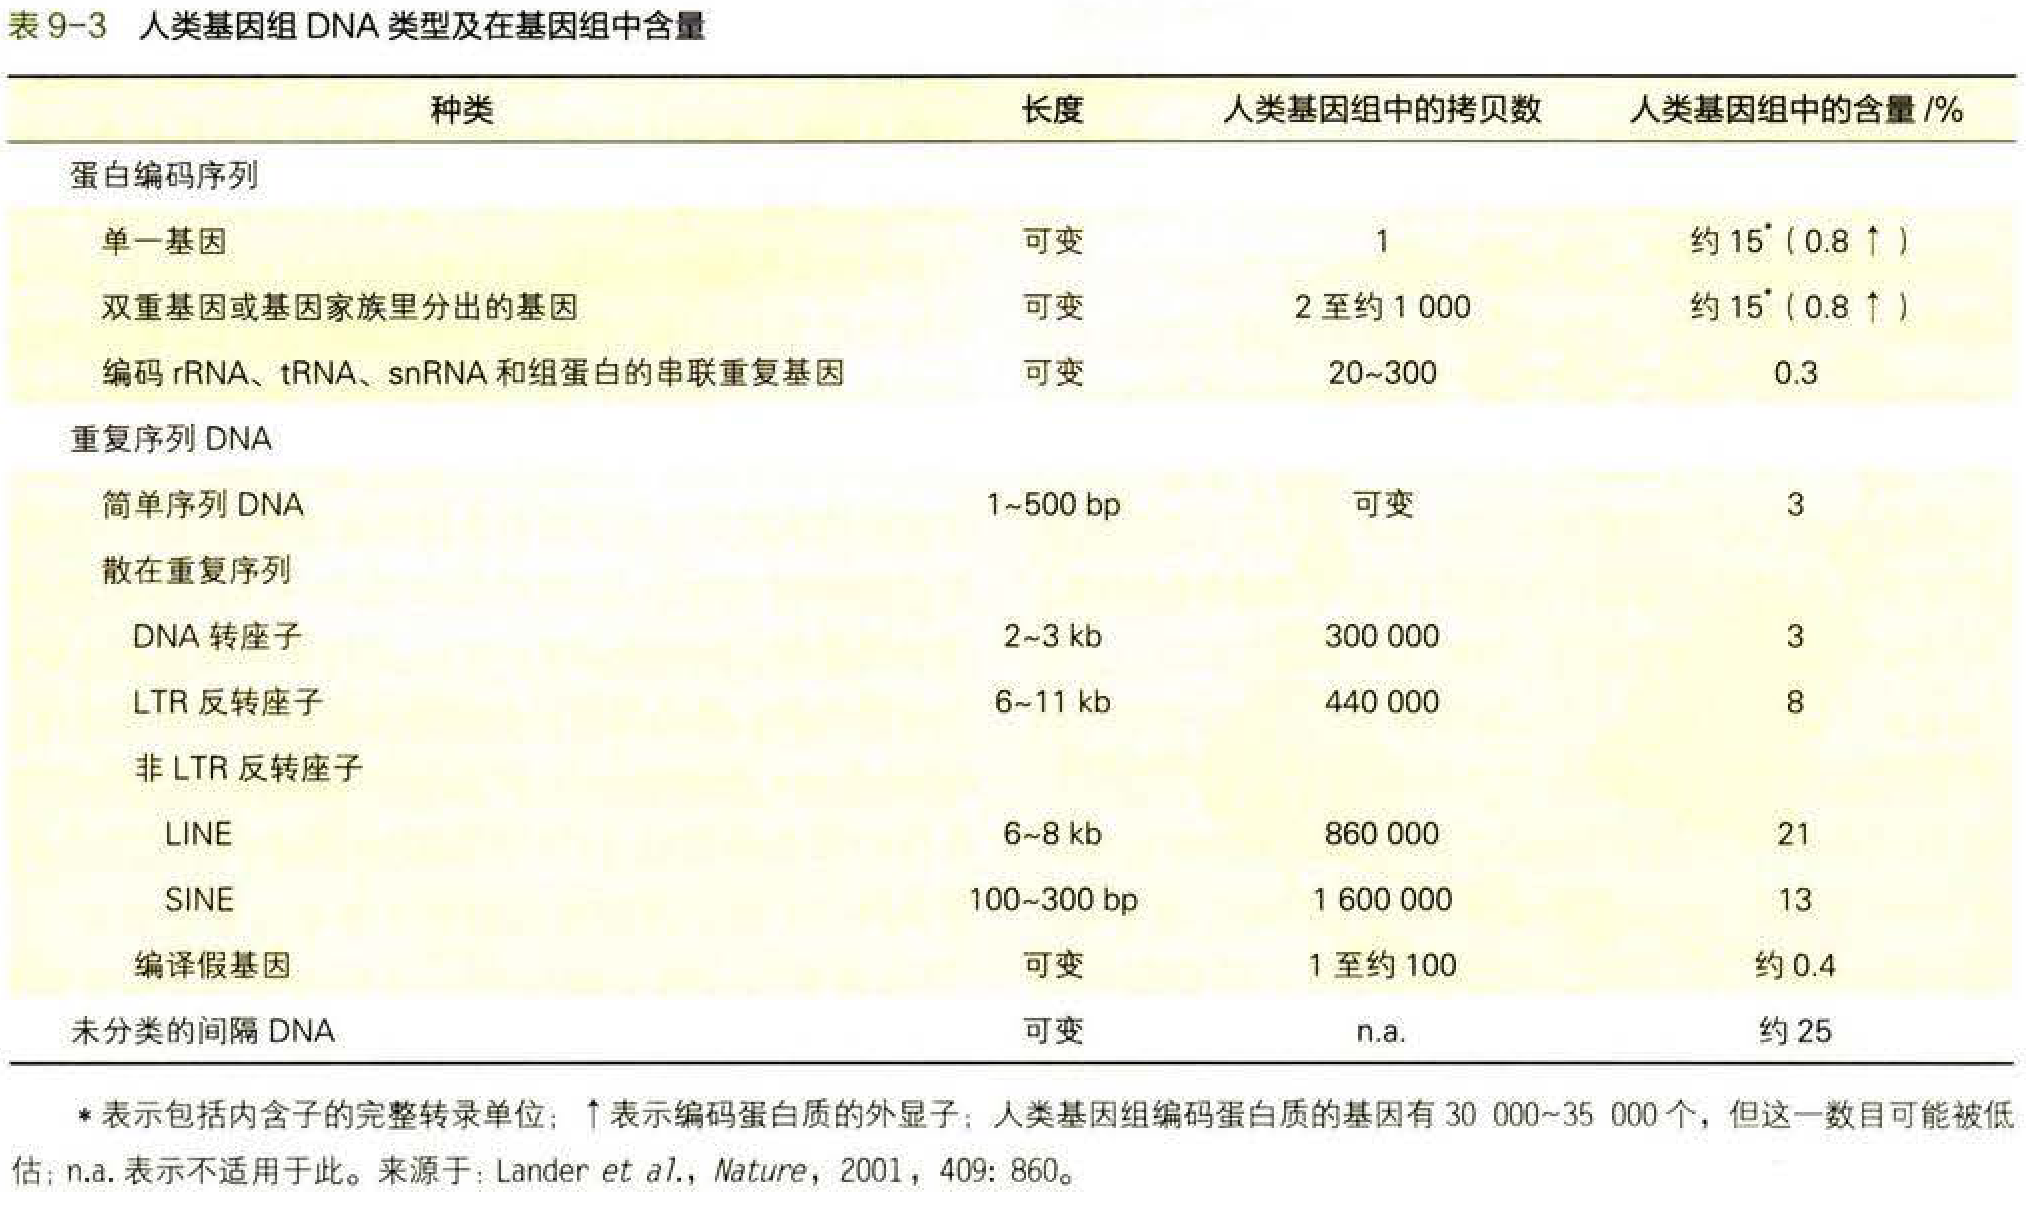 表 9-3 人类基因组 DNA 类型及在基因组中含量
种类 长度 人类基因组中的拷贝数 人类基因组中的含量 /%
蛋白编码序列
单一基因 可变 1 约 15* ( 0.8 ↑ )
双重基因或基因家族里分出的基因 可变 2 至约 1 000 约 15* ( 0.8 ↑ )
编码 rRNA、tRNA、snRNA 和组蛋白的串联重复基因 可变 20~300 0.3
重复序列 DNA
简单序列 DNA 1~500 bp 可变 3
散在重复序列
DNA 转座子 2~3 kb 300 000 3
LTR 反转座子 6~11 kb 440 000 8
非 LTR 反转座子
LINE 6~8 kb 860 000 21
SINE 100~300 bp 1 600 000 13
编译假基因 可变 1 至约 100 约 0.4
未分类的间隔 DNA 可变 n.a. 约 25
* 表示包括内含子的完整转录单位；↑表示编码蛋白质的外显子；人类基因组编码蛋白质的基因有 30 000~35 000 个，但这一数目可能被低
估；n.a. 表示不适用于此。来源于：Lander et al., Nature, 2001, 409: 860。